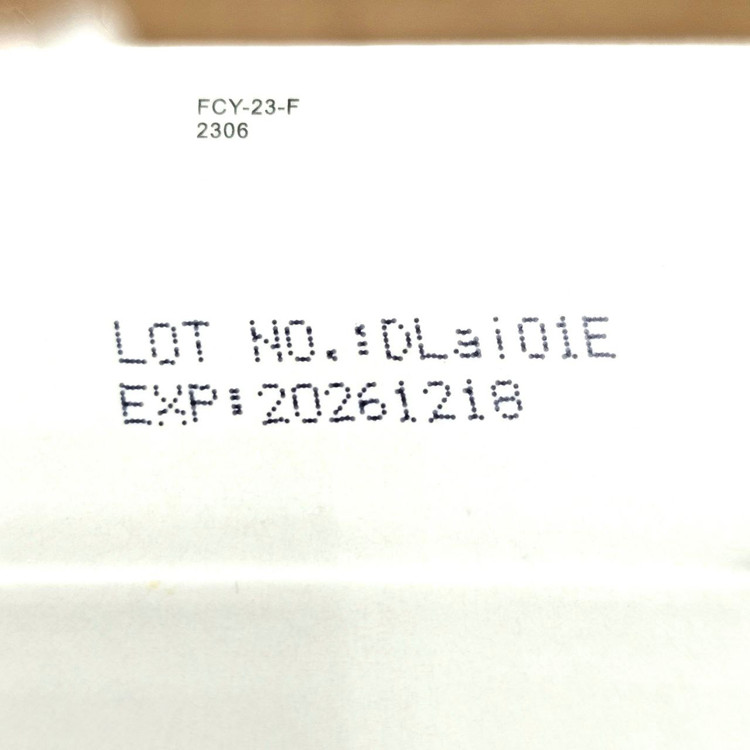 FCY-23-F
2306
LOT NO.:DLai01E
EXP:20261218